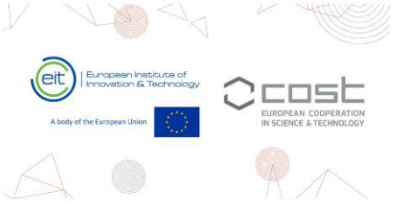 eit
European Institute of
Innovation & Technology
A body of the European Union
cost
EUROPEAN COOPERATION
IN SCIENCE & TECHNOLOGY